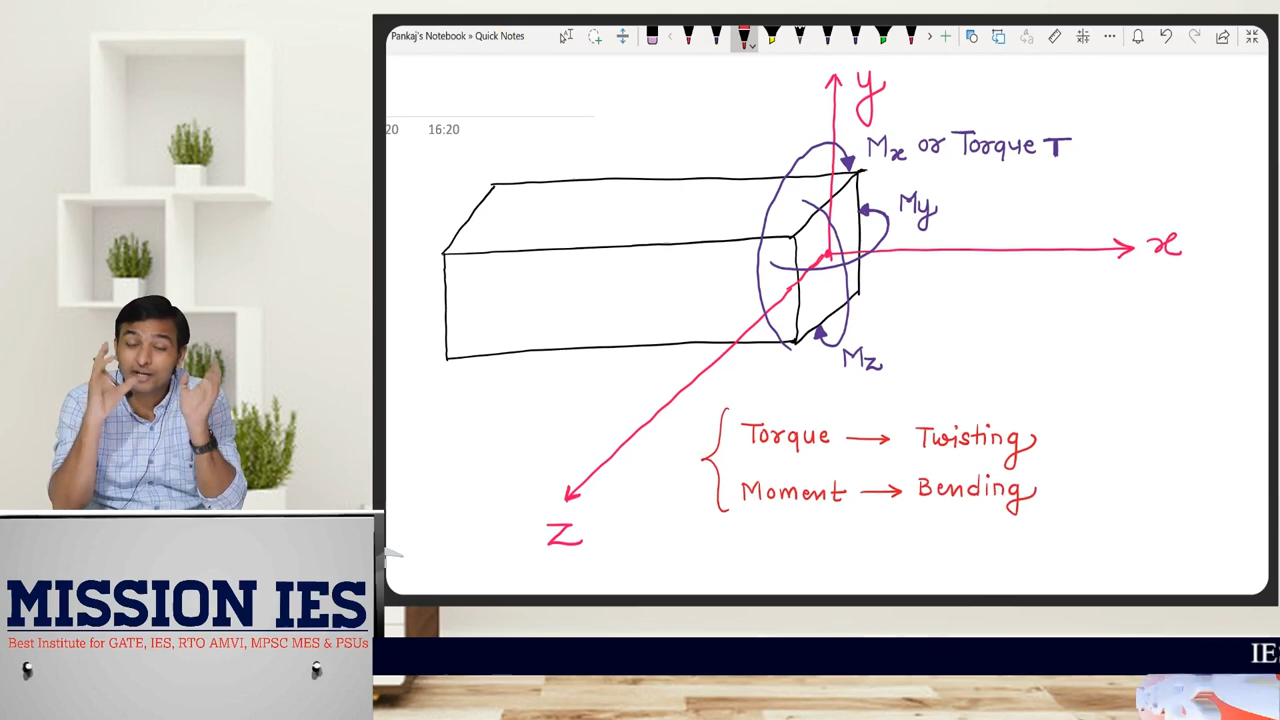 Pankaj's Notebook » Quick Notes
20 16:20
y
Mx or Torque T
My
x
Mz
Torque → Twisting
Moment → Bending
Z
MISSION IES
Best Institute for GATE, IES, RTO AMVI, MPSC MES & PSUs
IE